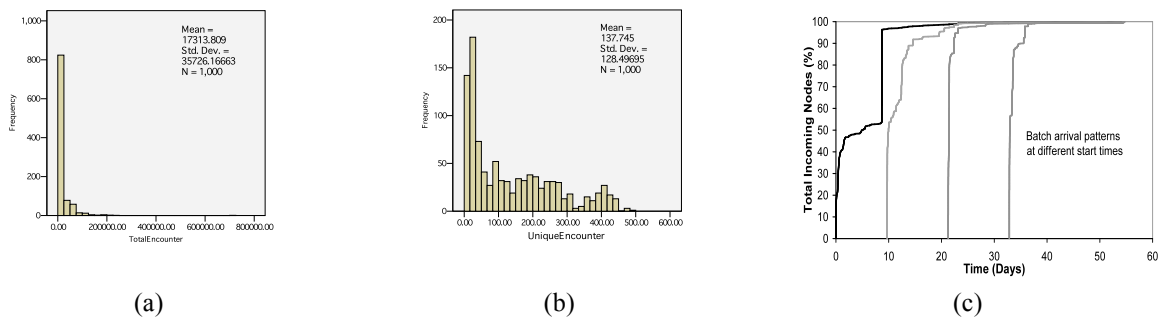 1,000
800
600
400
200
0
Frequency
Mean =
17313.809
Std. Dev. =
35726.16663
N = 1,000
0.00 200000.00 400000.00 600000.00 800000.00
TotalEncounter
(a)
200
150
100
50
0
Frequency
Mean =
137.745
Std. Dev. =
128.49695
N = 1,000
0.00 100.00 200.00 300.00 400.00 500.00 600.00
UniqueEncounter
(b)
100
90
80
70
60
50
40
30
20
10
0
Total Incoming Nodes (%)
Batch arrival patterns
at different start times
0 10 20 30 40 50 60
Time (Days)
(c)